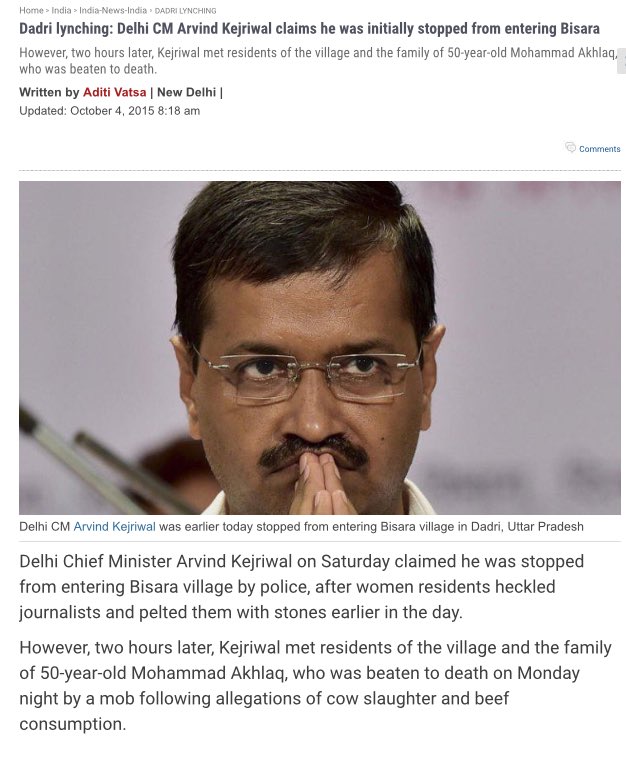 Home > India > India-News-India > DADRI LYNCHING
Dadri lynching: Delhi CM Arvind Kejriwal claims he was initially stopped from entering Bisara
However, two hours later, Kejriwal met residents of the village and the family of 50-year-old Mohammad Akhlaq,
who was beaten to death.
Written by Aditi Vatsa | New Delhi |
Updated: October 4, 2015 8:18 am
Comments
Delhi CM Arvind Kejriwal was earlier today stopped from entering Bisara village in Dadri, Uttar Pradesh
Delhi Chief Minister Arvind Kejriwal on Saturday claimed he was stopped
from entering Bisara village by police, after women residents heckled
journalists and pelted them with stones earlier in the day.
However, two hours later, Kejriwal met residents of the village and the family
of 50-year-old Mohammad Akhlaq, who was beaten to death on Monday
night by a mob following allegations of cow slaughter and beef
consumption.